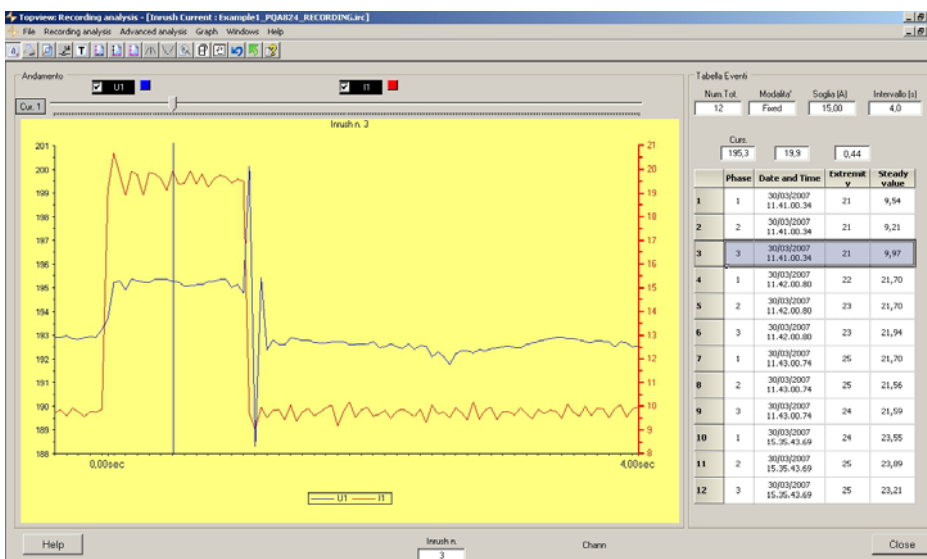 Topview: Recording analysis - [Inrush Current : Example1_PQA824_RECORDING.irc]
File Recording analysis Advanced analysis Graph Windows Help
Andamento
U1
I1
Cur. 1
Inrush n. 3
201
200
199
198
197
196
195
194
193
192
191
190
189
188
21
20
19
18
17
16
15
14
13
12
11
10
9
8
0,00sec
4,00sec
U1 I1
Tabella Eventi
Num.Tot. Modalita' Soglia (A) Intervallo (s)
12 Fixed 15,00 4,0
Curs.
195,3 19,9 0,44
Phase Date and Time Extremity Steady value
1 1 30/03/2007 11.41.00.34 21 9,54
2 2 30/03/2007 11.41.00.34 21 9,21
3 3 30/03/2007 11.41.00.34 21 9,97
4 1 30/03/2007 11.42.00.80 22 21,70
5 2 30/03/2007 11.42.00.80 23 21,70
6 3 30/03/2007 11.42.00.80 23 21,94
7 1 30/03/2007 11.43.00.74 25 21,70
8 2 30/03/2007 11.43.00.74 25 21,56
9 3 30/03/2007 11.43.00.74 24 21,59
10 1 30/03/2007 15.35.43.69 24 23,55
11 2 30/03/2007 15.35.43.69 25 23,09
12 3 30/03/2007 15.35.43.69 25 23,21
Help
Inrush n.
3
Chann
Close